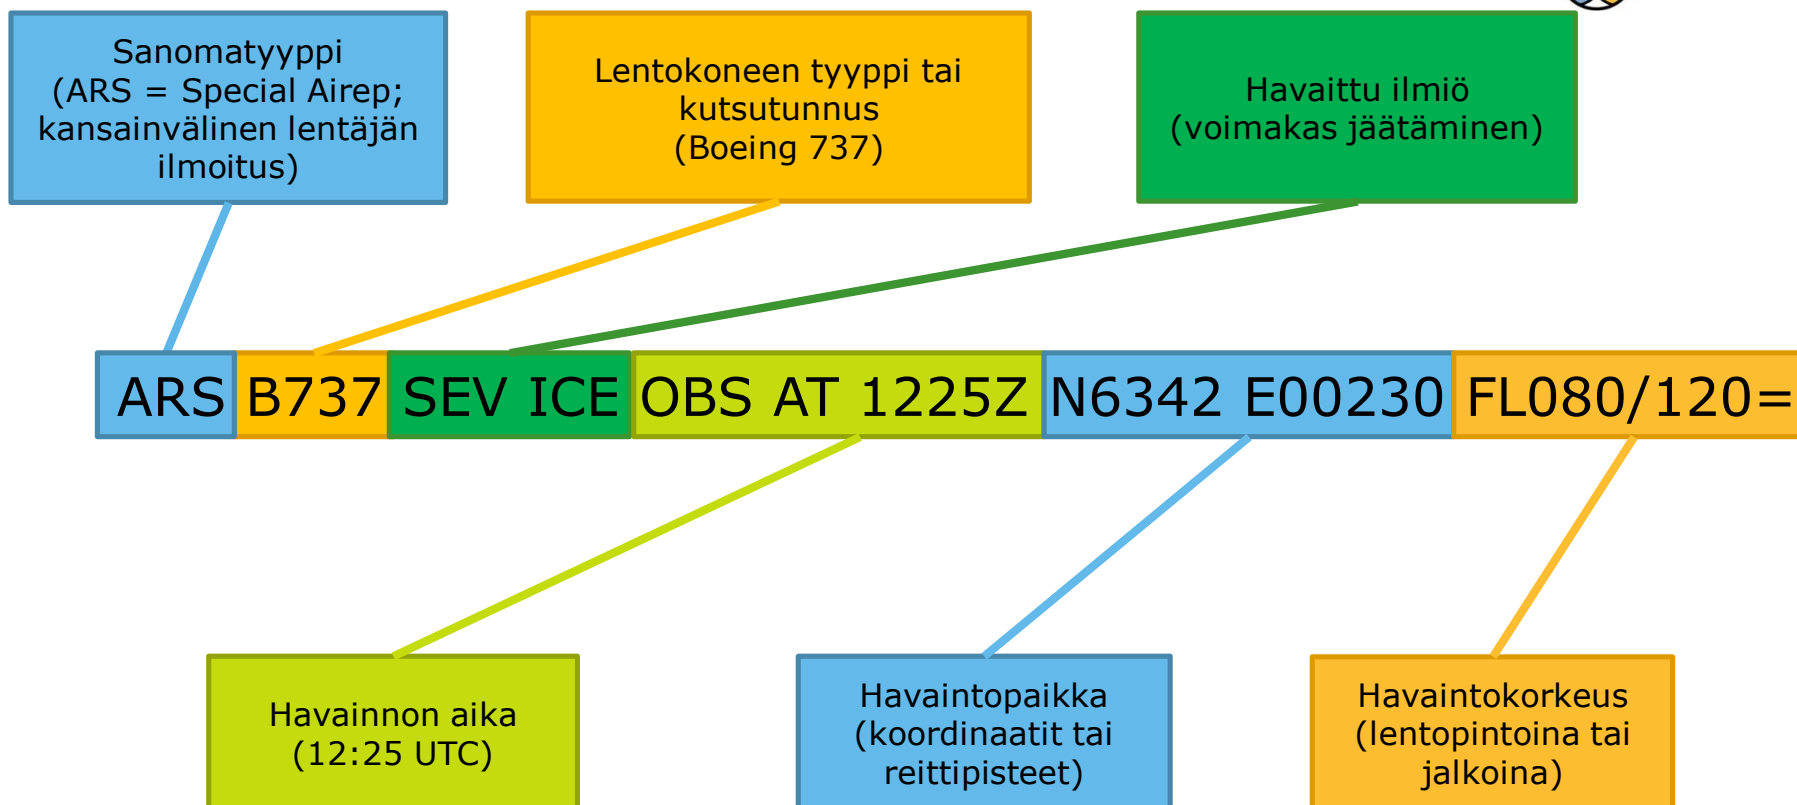 Sanomatyyppi
(ARS = Special Airep;
kansainvälinen lentäjän
ilmoitus)
Lentokoneen tyyppi tai
kutsutunnus
(Boeing 737)
Havaittu ilmiö
(voimakas jäätäminen)
ARS B737 SEV ICE OBS AT 1225Z N6342 E00230 FL080/120=
Havainnon aika
(12:25 UTC)
Havaintopaikka
(koordinaatit tai
reittipisteet)
Havaintokorkeus
(lentopintoina tai
jalkoina)